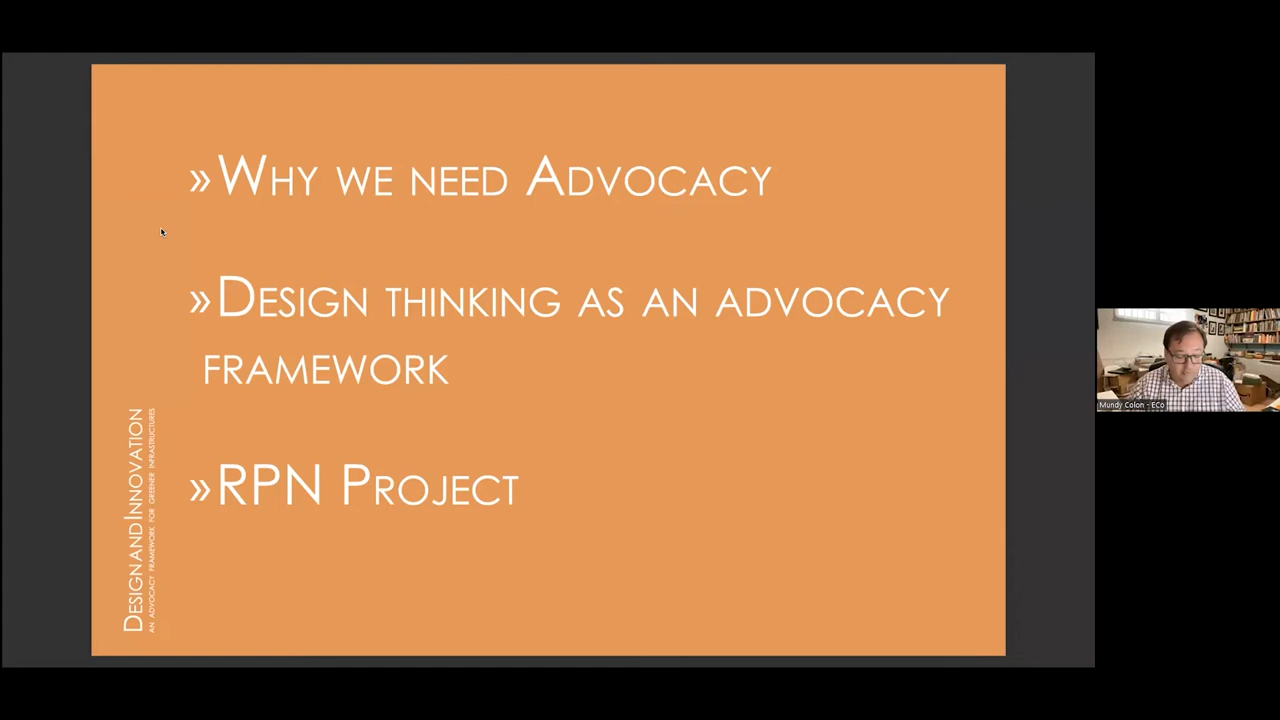 »Why we need Advocacy
»Design thinking as an advocacy
framework
»RPN Project
DesignandInnovation
an advocacy framework for greener infrastructures
Mundy Colon - ECo